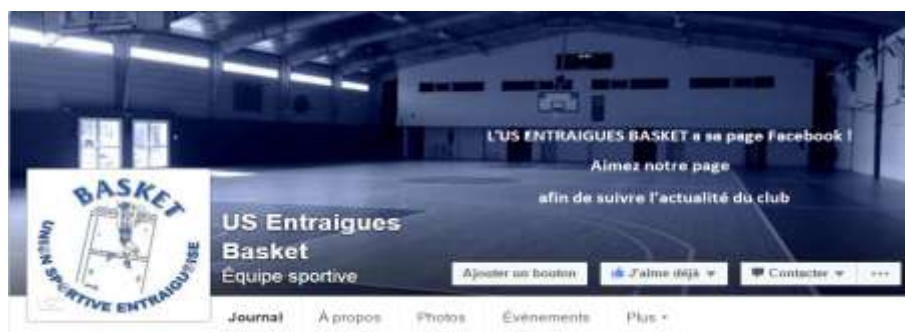 L'US ENTRAIGUES BASKET a sa page Facebook !
Aimez notre page
afin de suivre l'actualité du club
BASKET
UNION SPORTIVE ENTRAIGUOISE
US Entraigues
Basket
Équipe sportive
Ajouter un bouton
J'aime déjà
Contacter
Journal
À propos
Photos
Événements
Plus